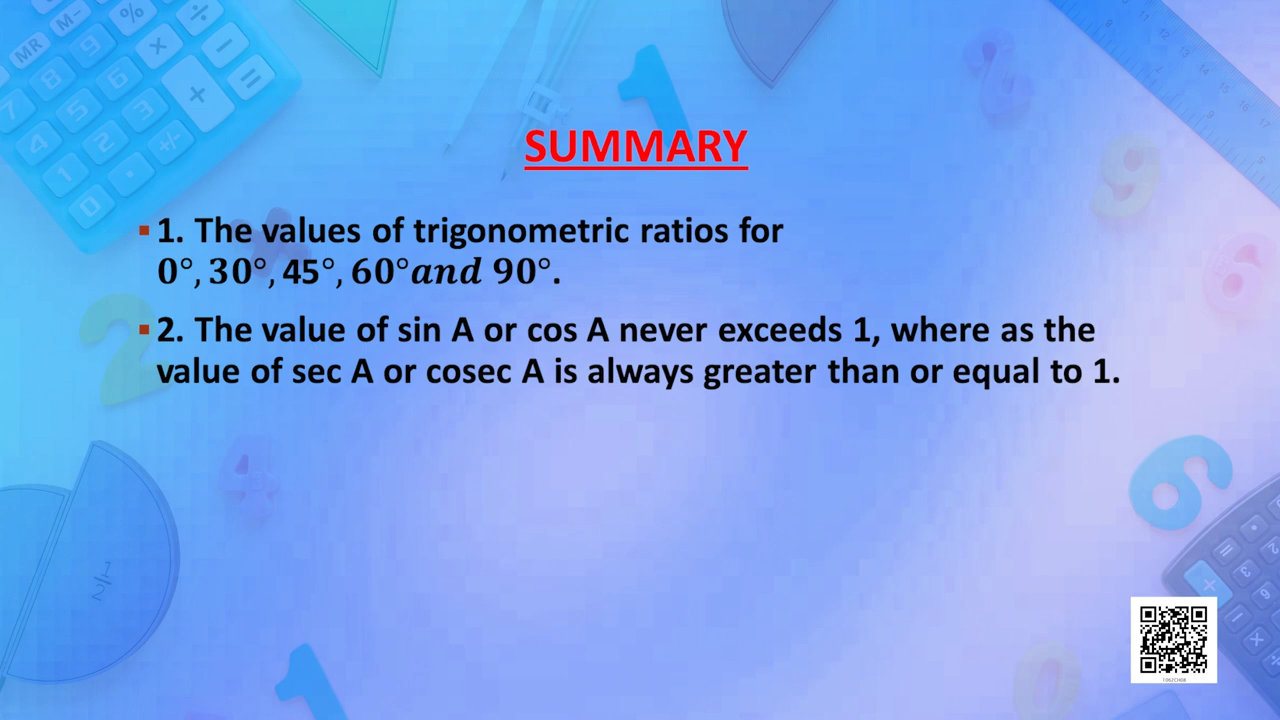 SUMMARY
1. The values of trigonometric ratios for
0°, 30°, 45°, 60°and 90°.
2. The value of sin A or cos A never exceeds 1, where as the
value of sec A or cosec A is always greater than or equal to 1.